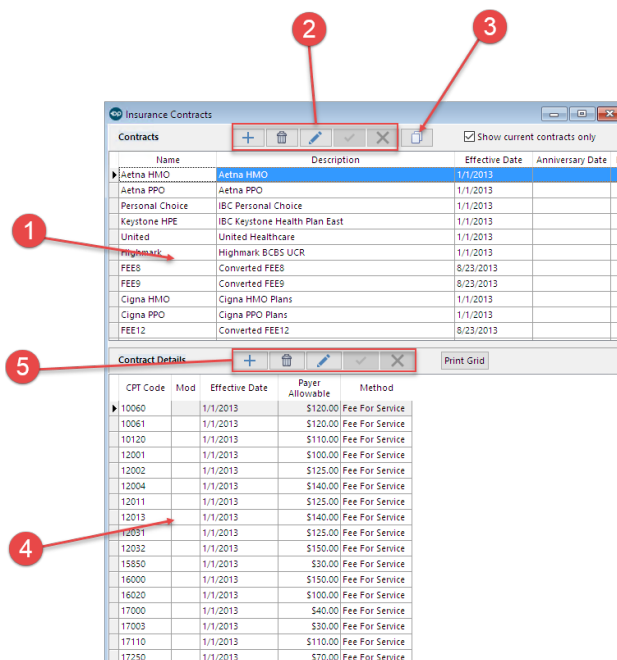 2
3
Insurance Contracts
Contracts
Show current contracts only
Name Description Effective Date Anniversary Date
Aetna HMO Aetna HMO 1/1/2013
Aetna PPO Aetna PPO 1/1/2013
Personal Choice IBC Personal Choice 1/1/2013
Keystone HPE IBC Keystone Health Plan East 1/1/2013
1
United United Healthcare 1/1/2013
Highmark Highmark BCBS UCR 1/1/2013
FEE8 Converted FEE8 8/23/2013
FEE9 Converted FEE9 8/23/2013
Cigna HMO Cigna HMO Plans 1/1/2013
Cigna PPO Cigna PPO Plans 1/1/2013
FEE12 Converted FEE12 8/23/2013
5
Contract Details Print Grid
CPT Code Mod Effective Date Payer Allowable Method
10060 1/1/2013 $120.00 Fee For Service
10061 1/1/2013 $120.00 Fee For Service
10120 1/1/2013 $110.00 Fee For Service
12001 1/1/2013 $100.00 Fee For Service
12002 1/1/2013 $125.00 Fee For Service
12004 1/1/2013 $140.00 Fee For Service
12011 1/1/2013 $125.00 Fee For Service
12013 1/1/2013 $140.00 Fee For Service
12031 1/1/2013 $125.00 Fee For Service
4
12032 1/1/2013 $150.00 Fee For Service
15850 1/1/2013 $30.00 Fee For Service
16000 1/1/2013 $150.00 Fee For Service
16020 1/1/2013 $100.00 Fee For Service
17000 1/1/2013 $40.00 Fee For Service
17003 1/1/2013 $30.00 Fee For Service
17110 1/1/2013 $110.00 Fee For Service
17250 1/1/2013 $70.00 Fee For Service